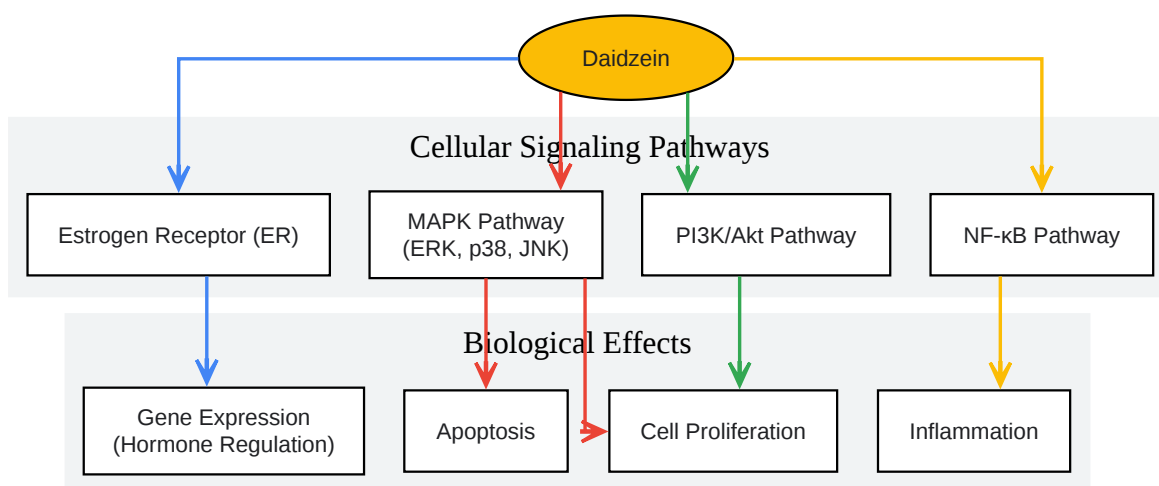 Daidzein
Cellular Signaling Pathways
Estrogen Receptor (ER)
MAPK Pathway
(ERK, p38, JNK)
PI3K/Akt Pathway
NF-κB Pathway
Biological Effects
Gene Expression
(Hormone Regulation)
Apoptosis
Cell Proliferation
Inflammation